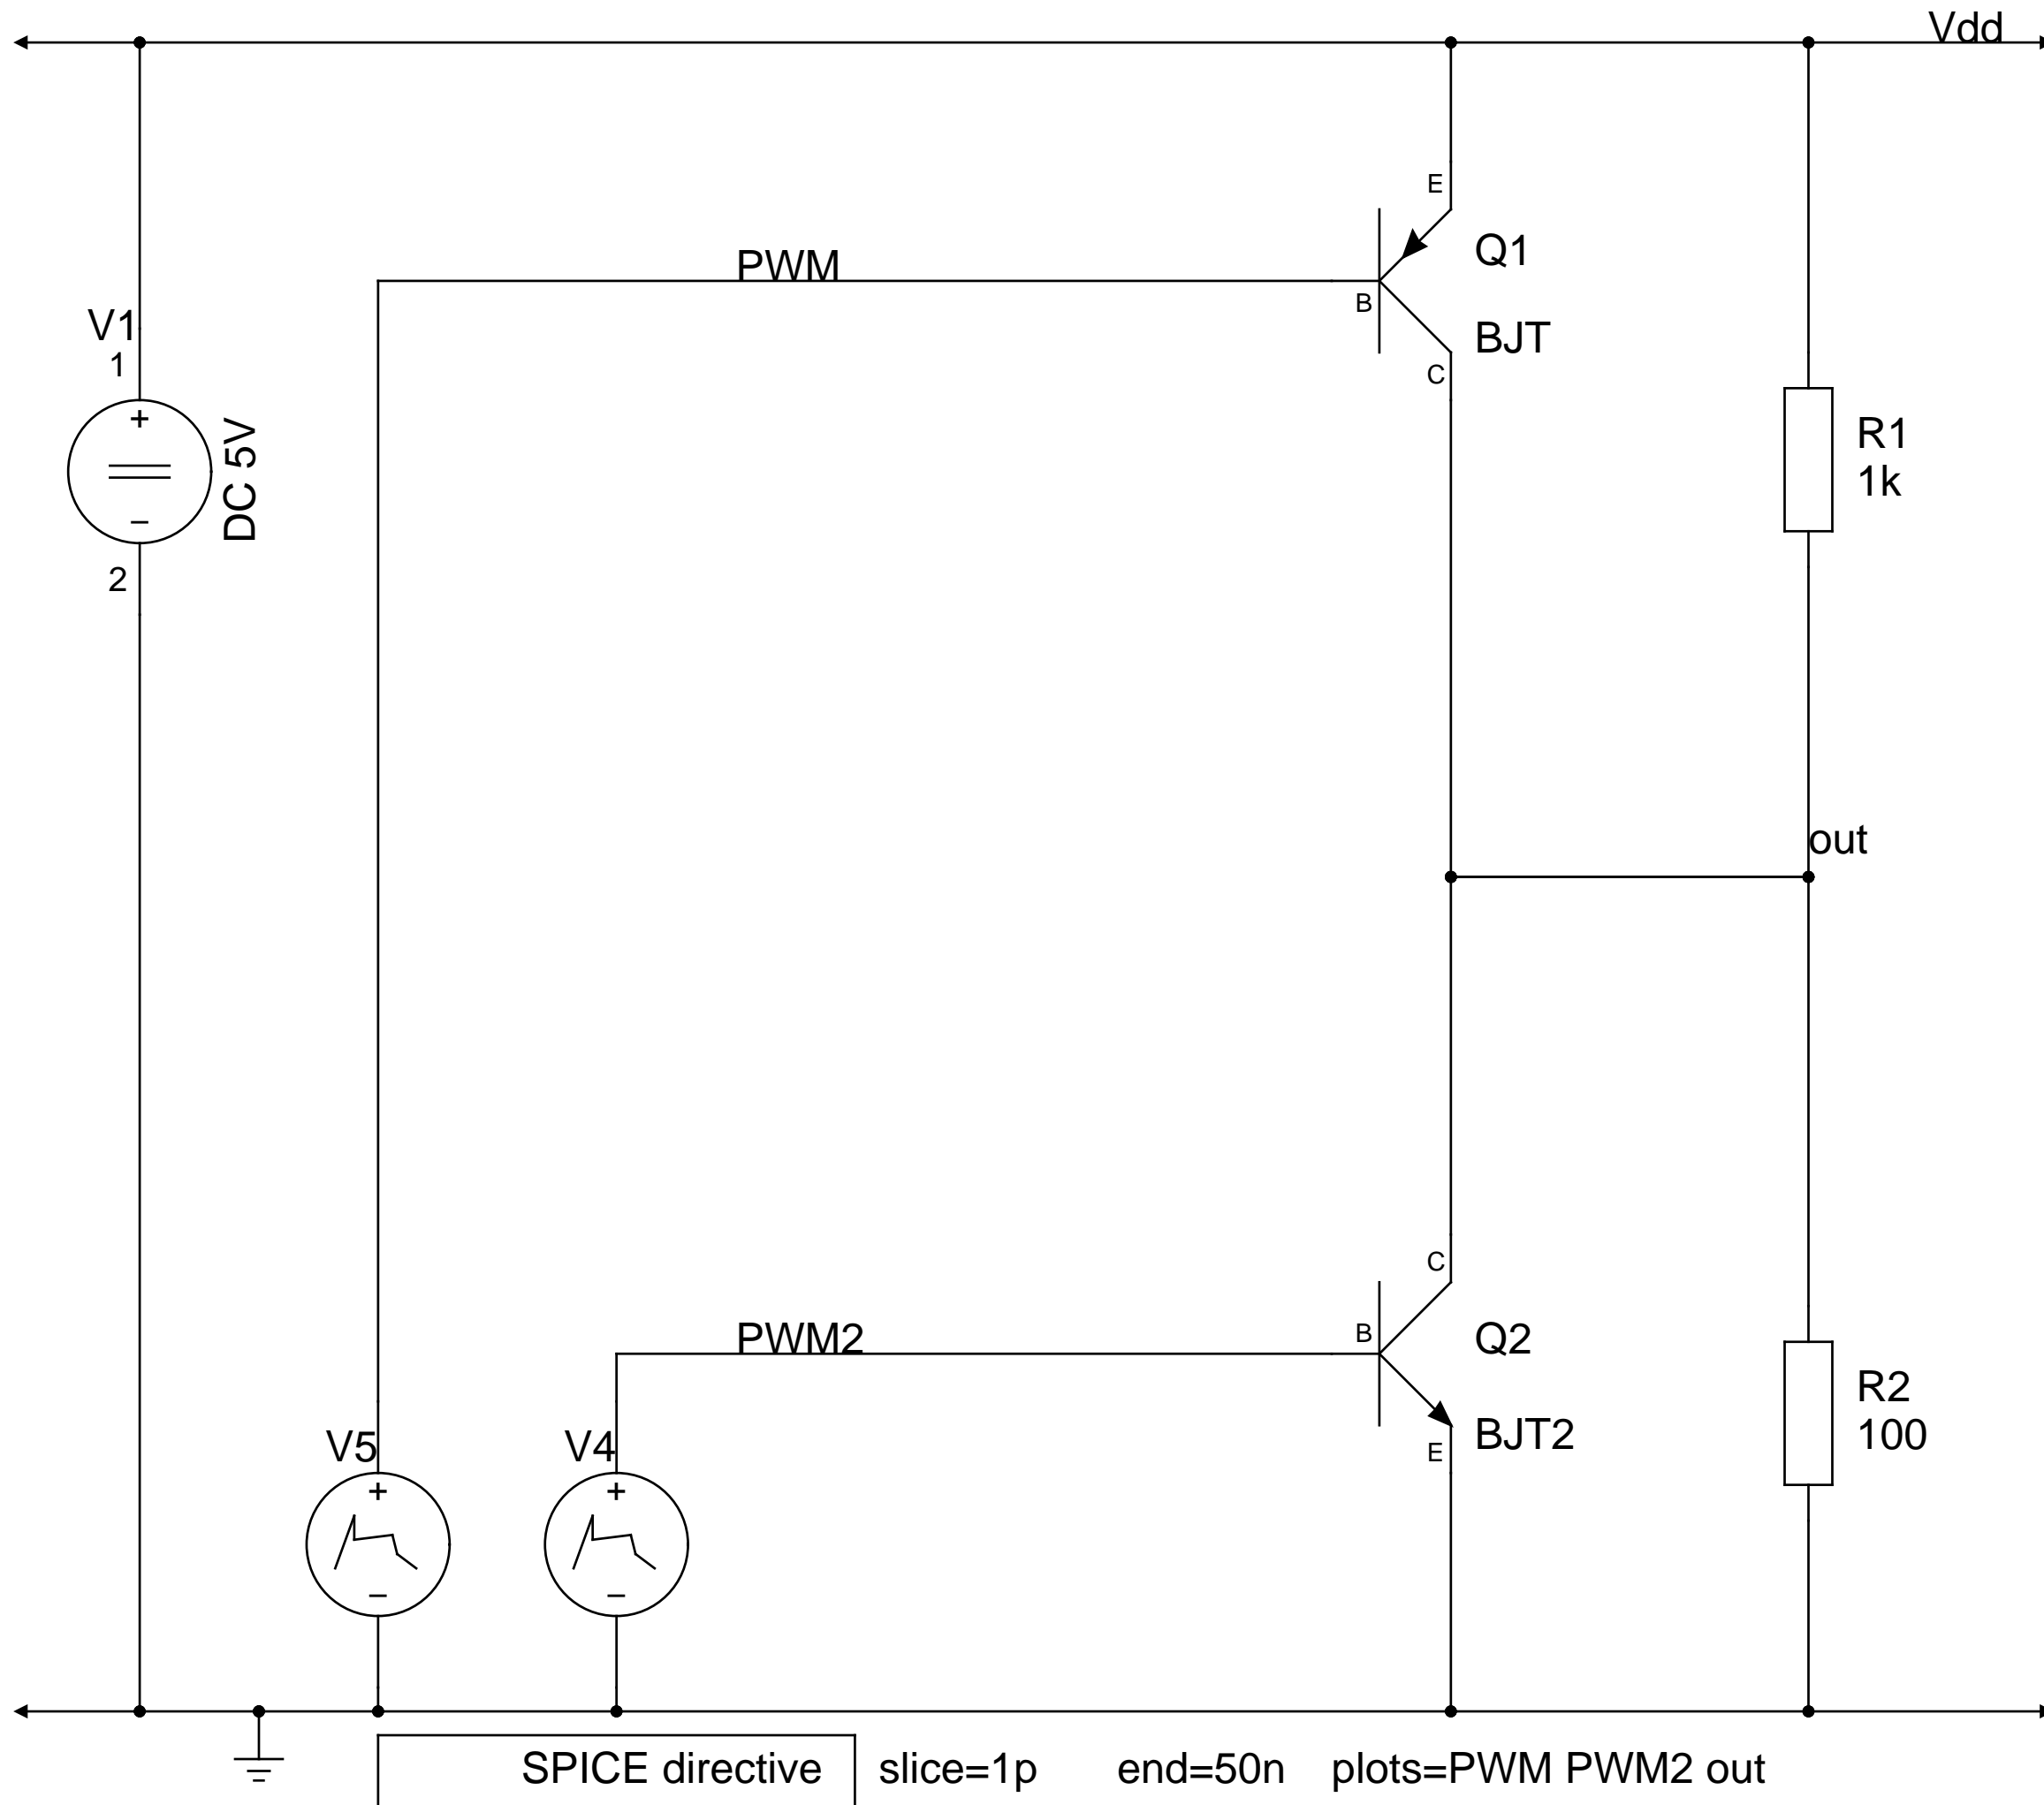 Vdd
E
Q1
PWM
B
BJT
C
V1
1
+
DC 5V
−
2
R1
1k
out
C
PWM2
B
Q2
BJT2
E
R2
100
V5
+
−
V4
+
−
SPICE directive slice=1p end=50n plots=PWM PWM2 out